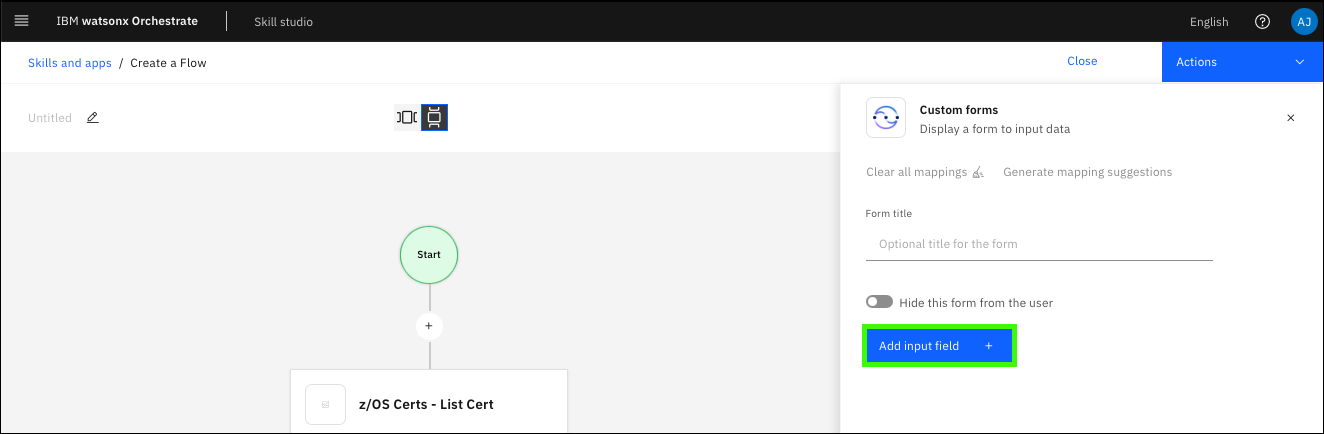 IBM watsonx Orchestrate
Skill studio
English
AJ
Skills and apps / Create a Flow
Close
Actions
Untitled
Custom forms
Display a form to input data
Clear all mappings
Generate mapping suggestions
Form title
Optional title for the form
Hide this form from the user
Add input field +
Start
+
z/OS Certs - List Cert